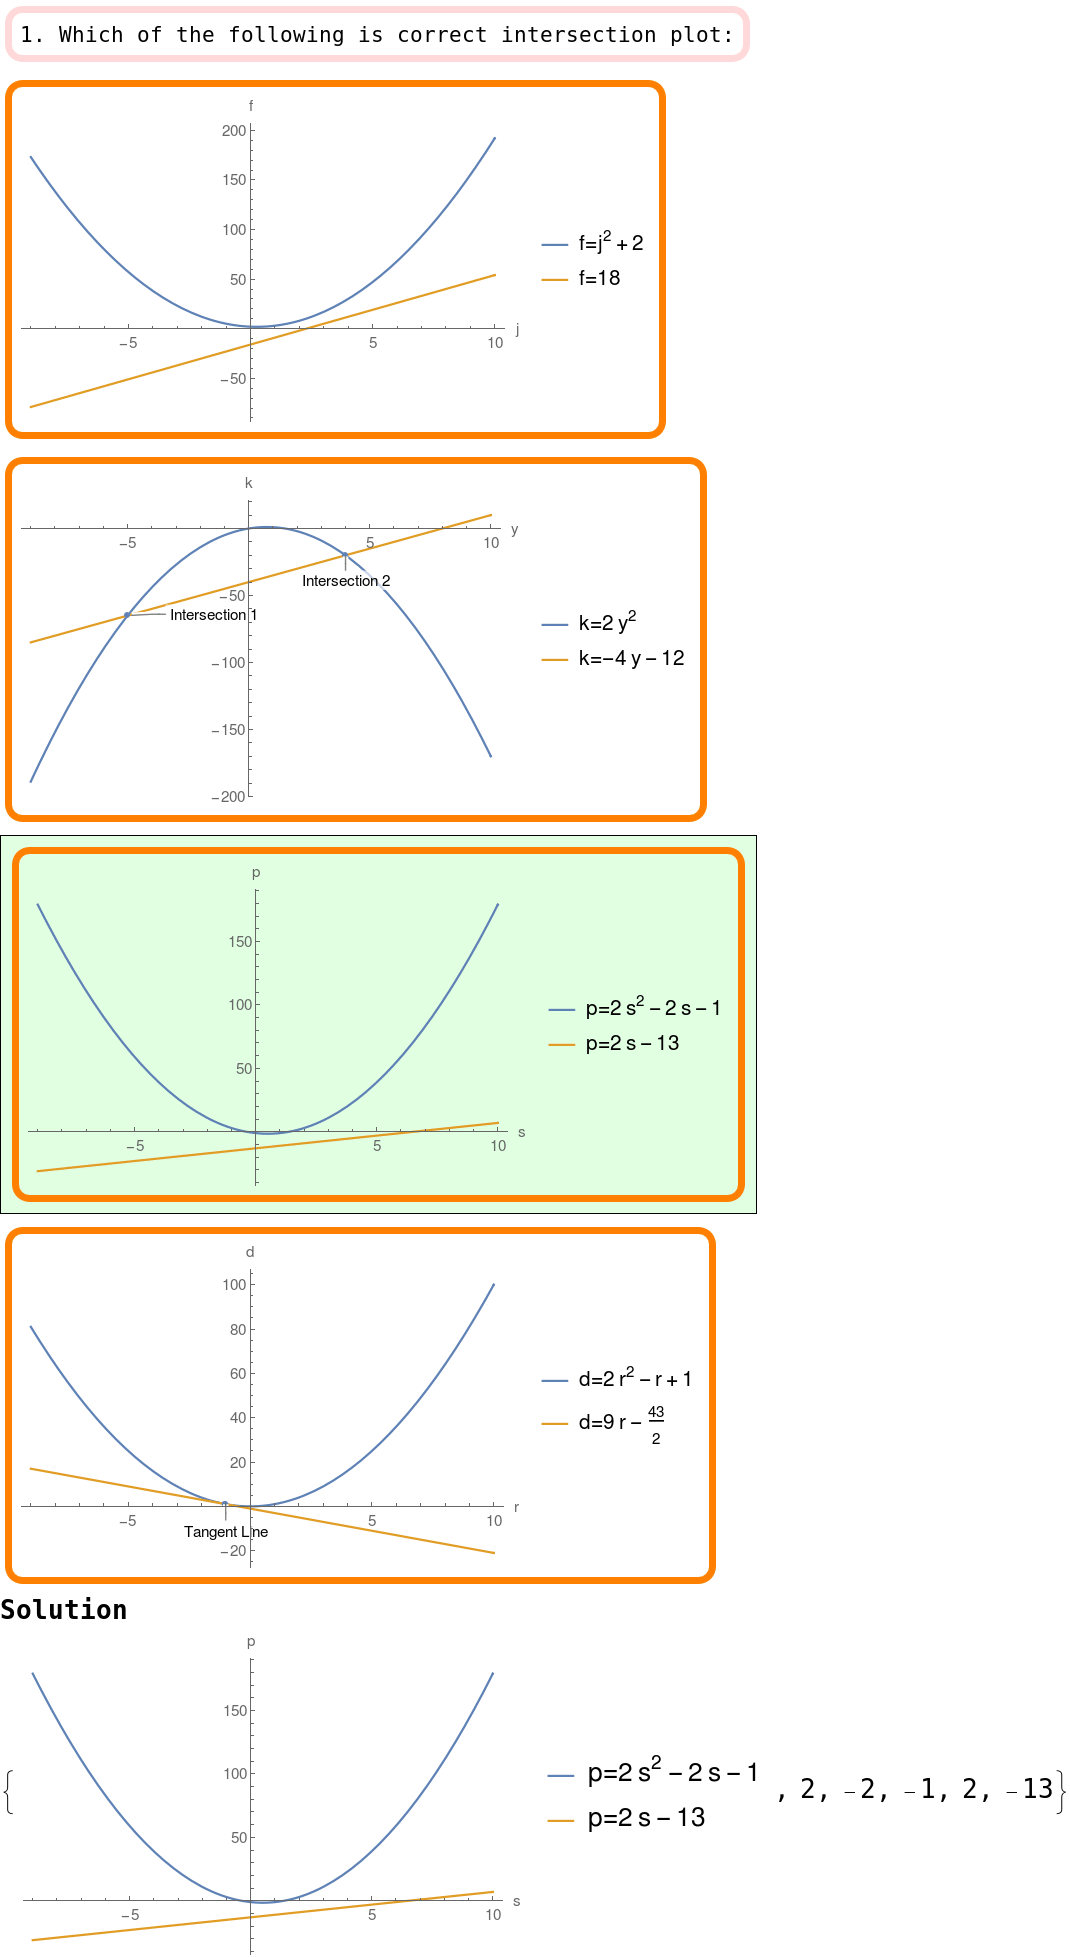 1. Which of the following is correct intersection plot:
f
200
150
100
50
−50
−5
5
10
j
f=j² + 2
f=18
k
−5
5
10
y
Intersection 2
−50
Intersection 1
−100
−150
−200
k=2 y²
k=−4 y − 12
p
150
100
50
−5
5
10
s
p=2 s² − 2 s − 1
p=2 s − 13
d
100
80
60
40
20
−5
5
10
r
Tangent Line
−20
d=2 r² − r + 1
d=9 r − 43/2
Solution
p
150
100
50
−5
5
10
s
p=2 s² − 2 s − 1
p=2 s − 13
{ , 2, −2, −1, 2, −13}